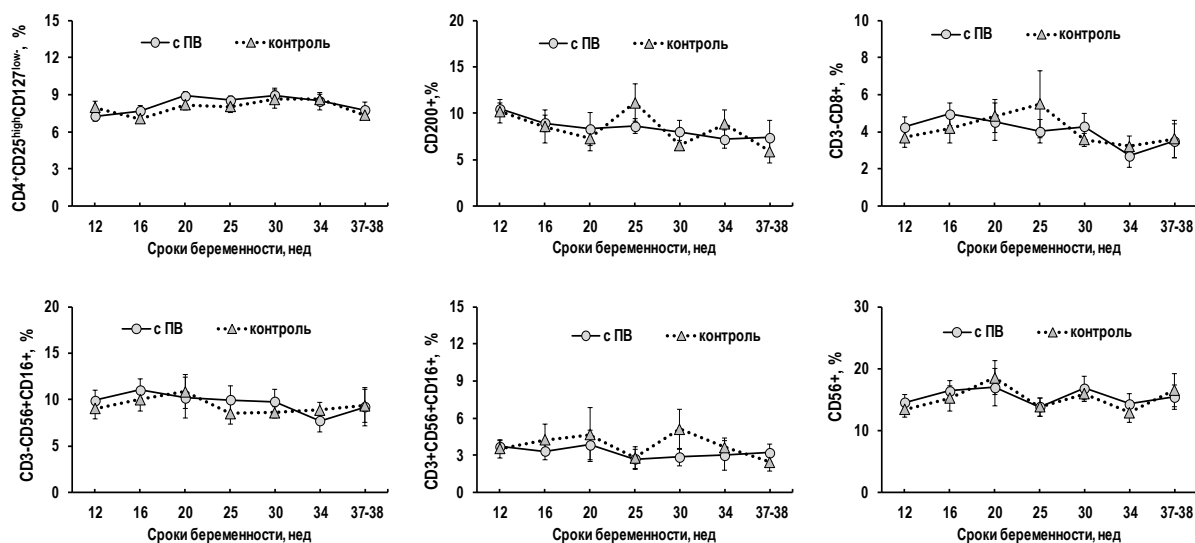 CD4+CD25highCD127low-, %
15
12
9
6
3
0
с ПВ
контроль
12 16 20 25 30 34 37-38
Сроки беременности, нед
CD200+,%
20
15
10
5
0
с ПВ
контроль
12 16 20 25 30 34 37-38
Сроки беременности, нед
CD3-CD8+, %
10
8
6
4
2
0
с ПВ
контроль
12 16 20 25 30 34 37-38
Сроки беременности, нед
CD3-CD56+CD16+, %
20
15
10
5
0
с ПВ
контроль
12 16 20 25 30 34 37-38
Сроки беременности, нед
CD3+CD56+CD16+, %
15
12
9
6
3
0
с ПВ
контроль
12 16 20 25 30 34 37-38
Сроки беременности, нед
CD56+, %
30
20
10
0
с ПВ
контроль
12 16 20 25 30 34 37-38
Сроки беременности, нед